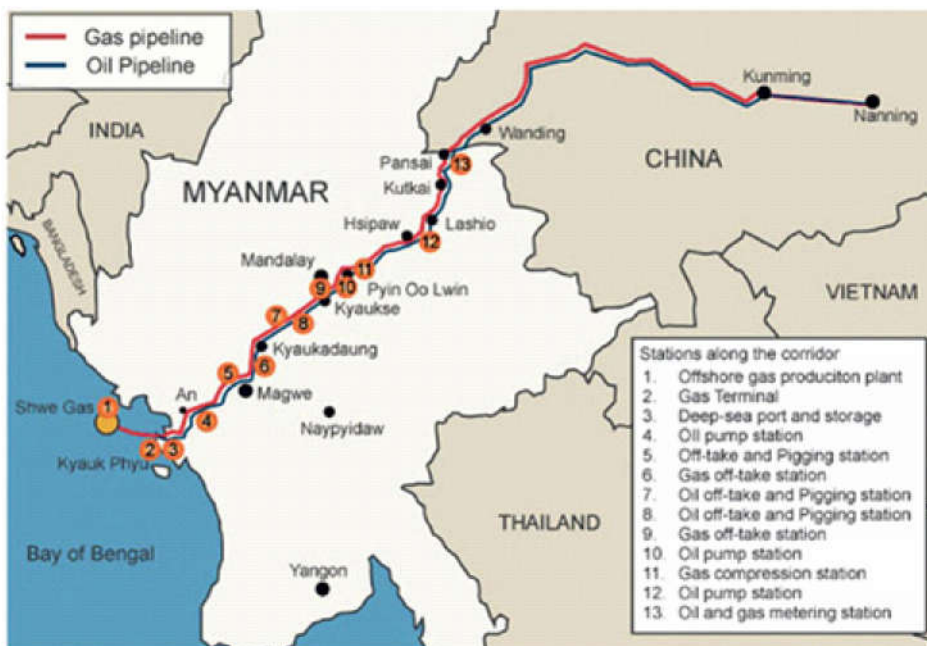 Gas pipeline
Oil Pipeline
Kunming
Nanning
INDIA
Wanding
Pansai
13
CHINA
MYANMAR
Kutkai
Hsipaw
Lashio
12
BANGLADESH
Mandalay
11
9
10
Pyin Oo Lwin
VIETNAM
Kyaukse
7
8
Kyaukadaung
6
5
An
Magwe
Shwe Gas
1
4
Naypyidaw
2
3
Kyauk Phyu
THAILAND
Bay of Bengal
Yangon
Stations along the corridor
1. Offshore gas produciton plant
2. Gas Terminal
3. Deep-sea port and storage
4. Oll pump station
5. Off-take and Pigging station
6. Gas off-take station
7. Oil off-take and Pigging station
8. Oil off-take and Pigging station
9. Gas off-take station
10. Oil pump station
11. Gas compression station
12. Oil pump station
13. Oil and gas metering station